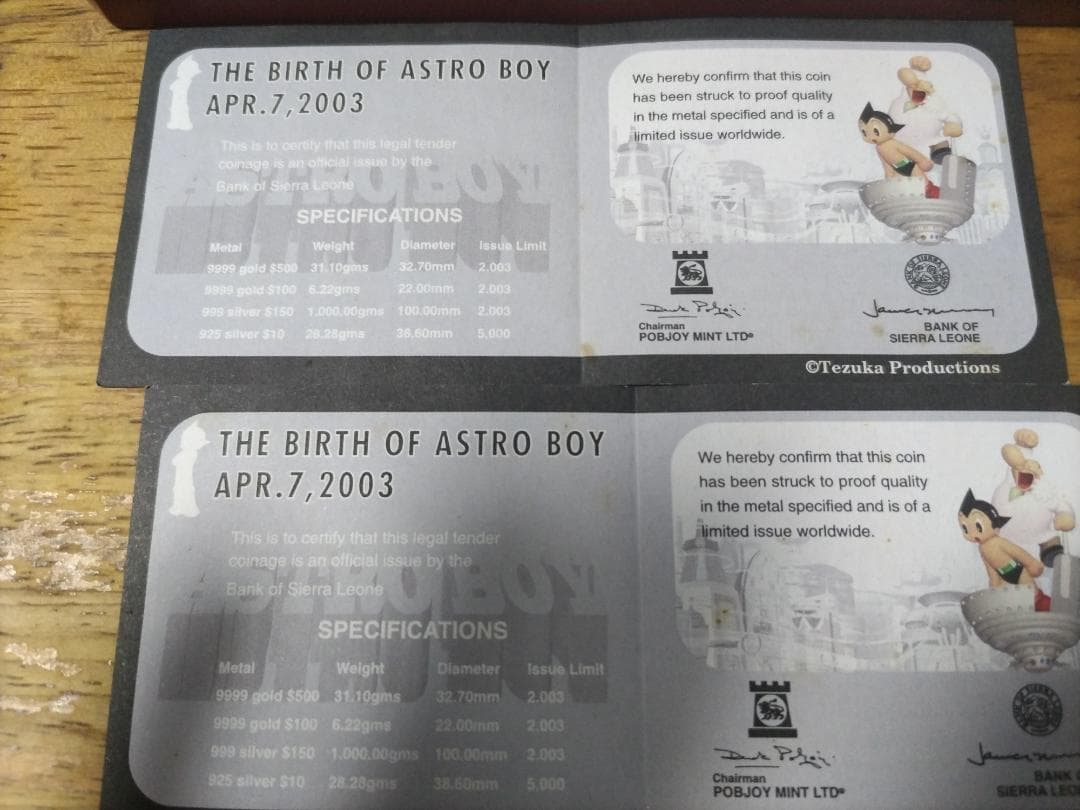 THE BIRTH OF ASTRO BOY
APR.7,2003
This is to certify that this legal tender
coinage is an official issue by the
Bank of Sierra Leone
SPECIFICATIONS
Metal Weight Diameter Issue Limit
9999 gold $500 31.10gms 32.70mm 2.003
9999 gold $100 6.22gms 22.00mm 2.003
999 silver $150 1.000.00gms 100.00mm 2.003
925 silver $10 28.28gms 38.60mm 5,000
We hereby confirm that this coin
has been struck to proof quality
in the metal specified and is of a
limited issue worldwide.
Chairman
POBJOY MINT LTD®
BANK OF
SIERRA LEONE
©Tezuka Productions
THE BIRTH OF ASTRO BOY
APR.7,2003
This is to certify that this legal tender
coinage is an official issue by the
Bank of Sierra Leone
SPECIFICATIONS
Metal Weight Diameter Issue Limit
9999 gold $500 31.10gms 32.70mm 2.003
9999 gold $100 6.22gms 22.00mm 2.003
999 silver $150 1.000.00gms 100.00mm 2.003
925 silver $10 28.28gms 38.60mm 5,000
We hereby confirm that this coin
has been struck to proof quality
in the metal specified and is of a
limited issue worldwide.
Chairman
POBJOY MINT LTD®
BANK
SIERRA LEO